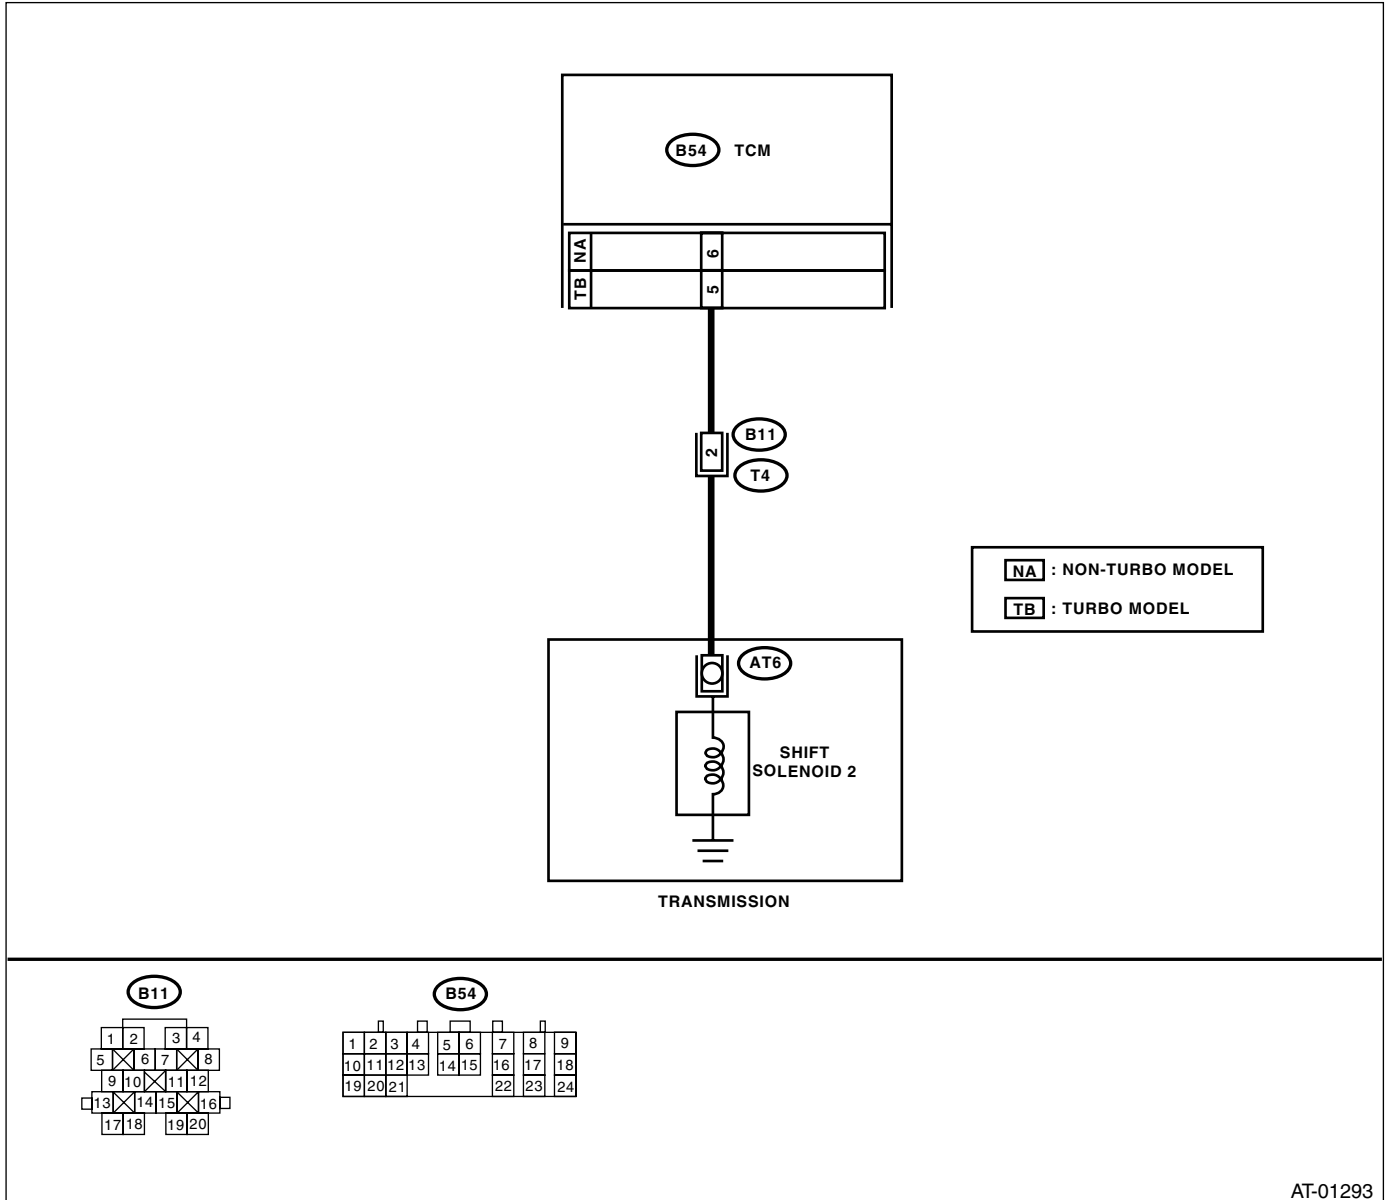 B54 TCM
NA 6
TB 5
B11
2
T4
NA : NON-TURBO MODEL
TB : TURBO MODEL
AT6
SHIFT
SOLENOID 2
TRANSMISSION
B11
1 2 3 4
5 6 7 8
9 10 11 12
13 14 15 16
17 18 19 20
B54
1 2 3 4 5 6 7 8 9
10 11 12 13 14 15 16 17 18
19 20 21 22 23 24
AT-01293